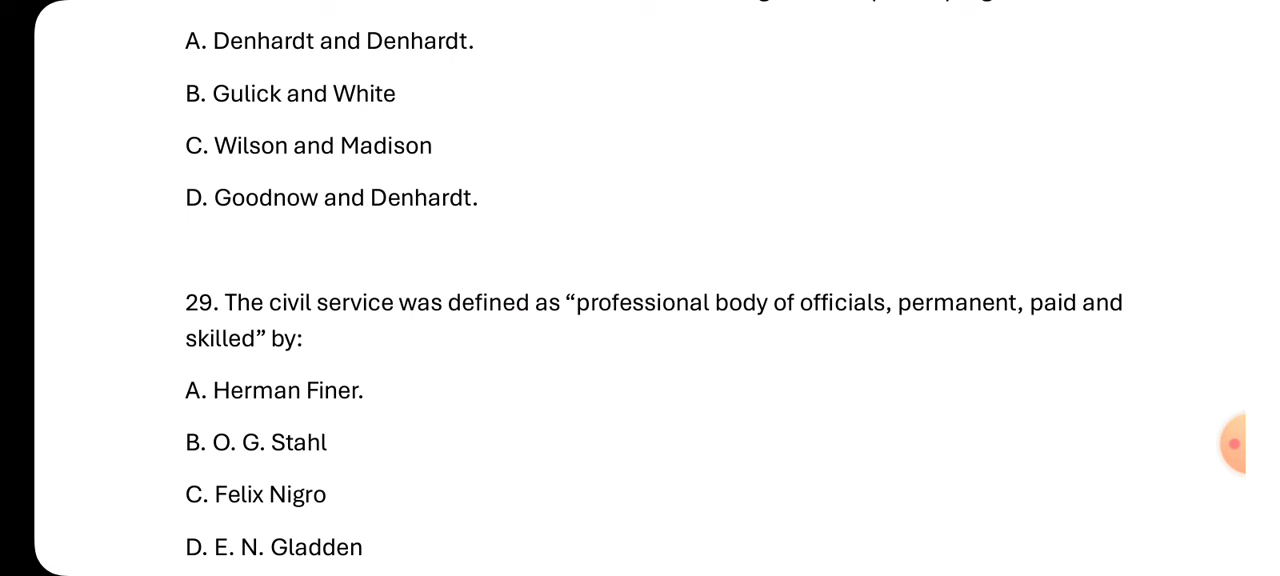 A. Denhardt and Denhardt.
B. Gulick and White
C. Wilson and Madison
D. Goodnow and Denhardt.
29. The civil service was defined as “professional body of officials, permanent, paid and
skilled” by:
A. Herman Finer.
B. O. G. Stahl
C. Felix Nigro
D. E. N. Gladden